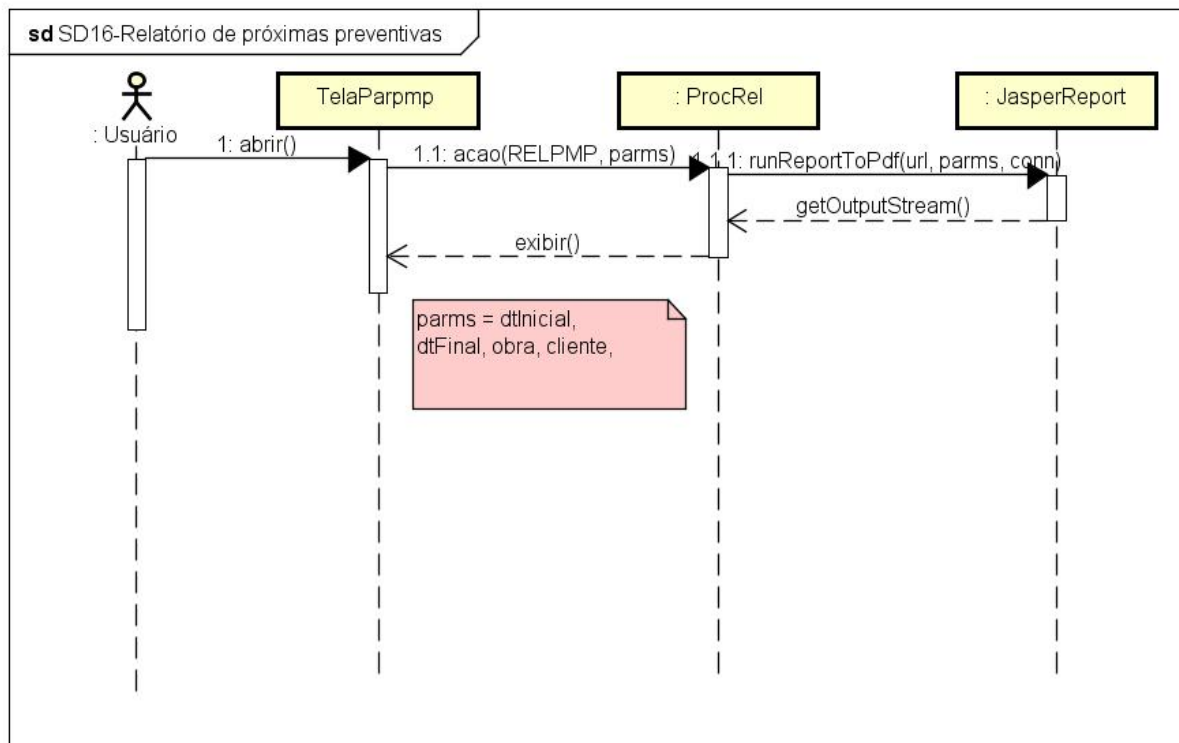 sd SD16-Relatório de próximas preventivas
: Usuário
TelaParpmp
: ProcRel
: JasperReport
1: abrir()
1.1: acao(RELPMP, parms)
1.1.1: runReportToPdf(url, parms, conn)
getOutputStream()
exibir()
parms = dtInicial,
dtFinal, obra, cliente,